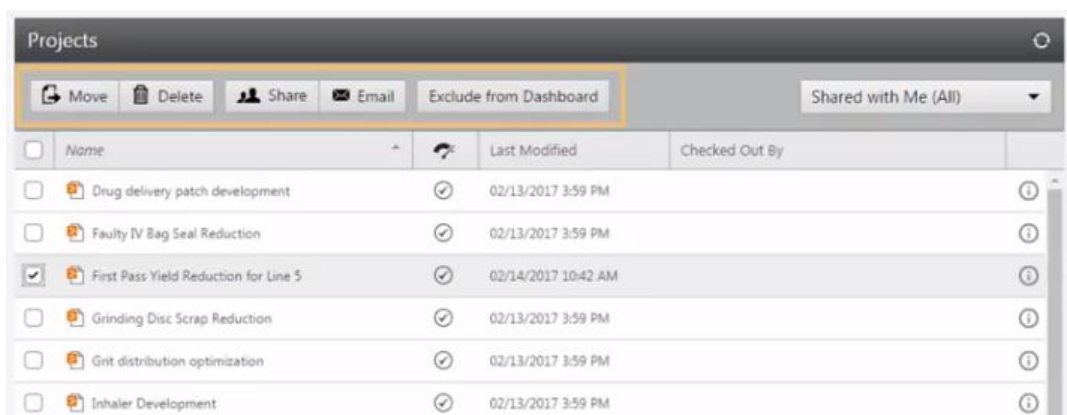 Projects
Move Delete Share Email Exclude from Dashboard Shared with Me (All)
Name Last Modified Checked Out By
Drug delivery patch development 02/13/2017 3:59 PM
Faulty IV Bag Seal Reduction 02/13/2017 3:59 PM
First Pass Yield Reduction for Line 5 02/14/2017 10:42 AM
Grinding Disc Scrap Reduction 02/13/2017 3:59 PM
Grit distribution optimization 02/13/2017 3:59 PM
Inhaler Development 02/13/2017 3:59 PM